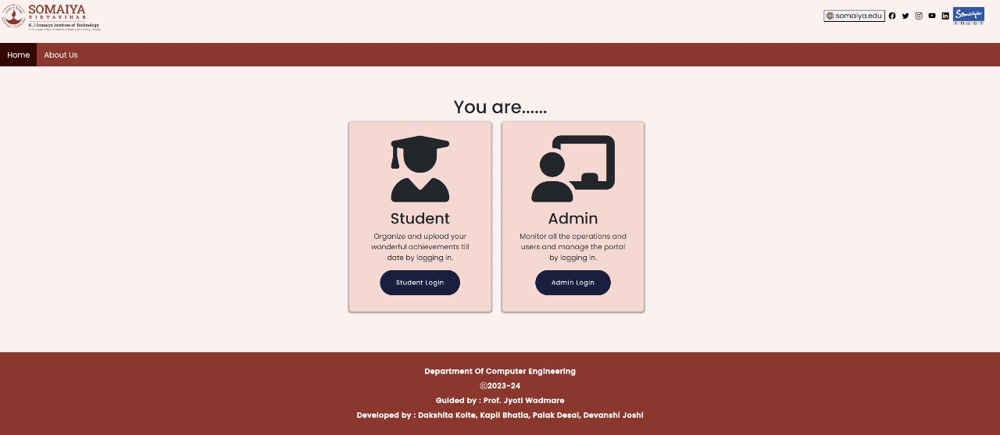 SOMAIYA
VIDYAVIHAR
K J Somaiya Institute of Technology
somaiya.edu
Somaiya
TRUST
Home
About Us
You are......
Student
Organize and upload your
wonderful achievements till
date by logging in.
Student Login
Admin
Monitor all the operations and
users and manage the portal
by logging in.
Admin Login
Department Of Computer Engineering
©2023-24
Guided by : Prof. Jyoti Wadmare
Developed by : Dakshita Kolte, Kapil Bhatia, Palak Desai, Devanshi Joshi